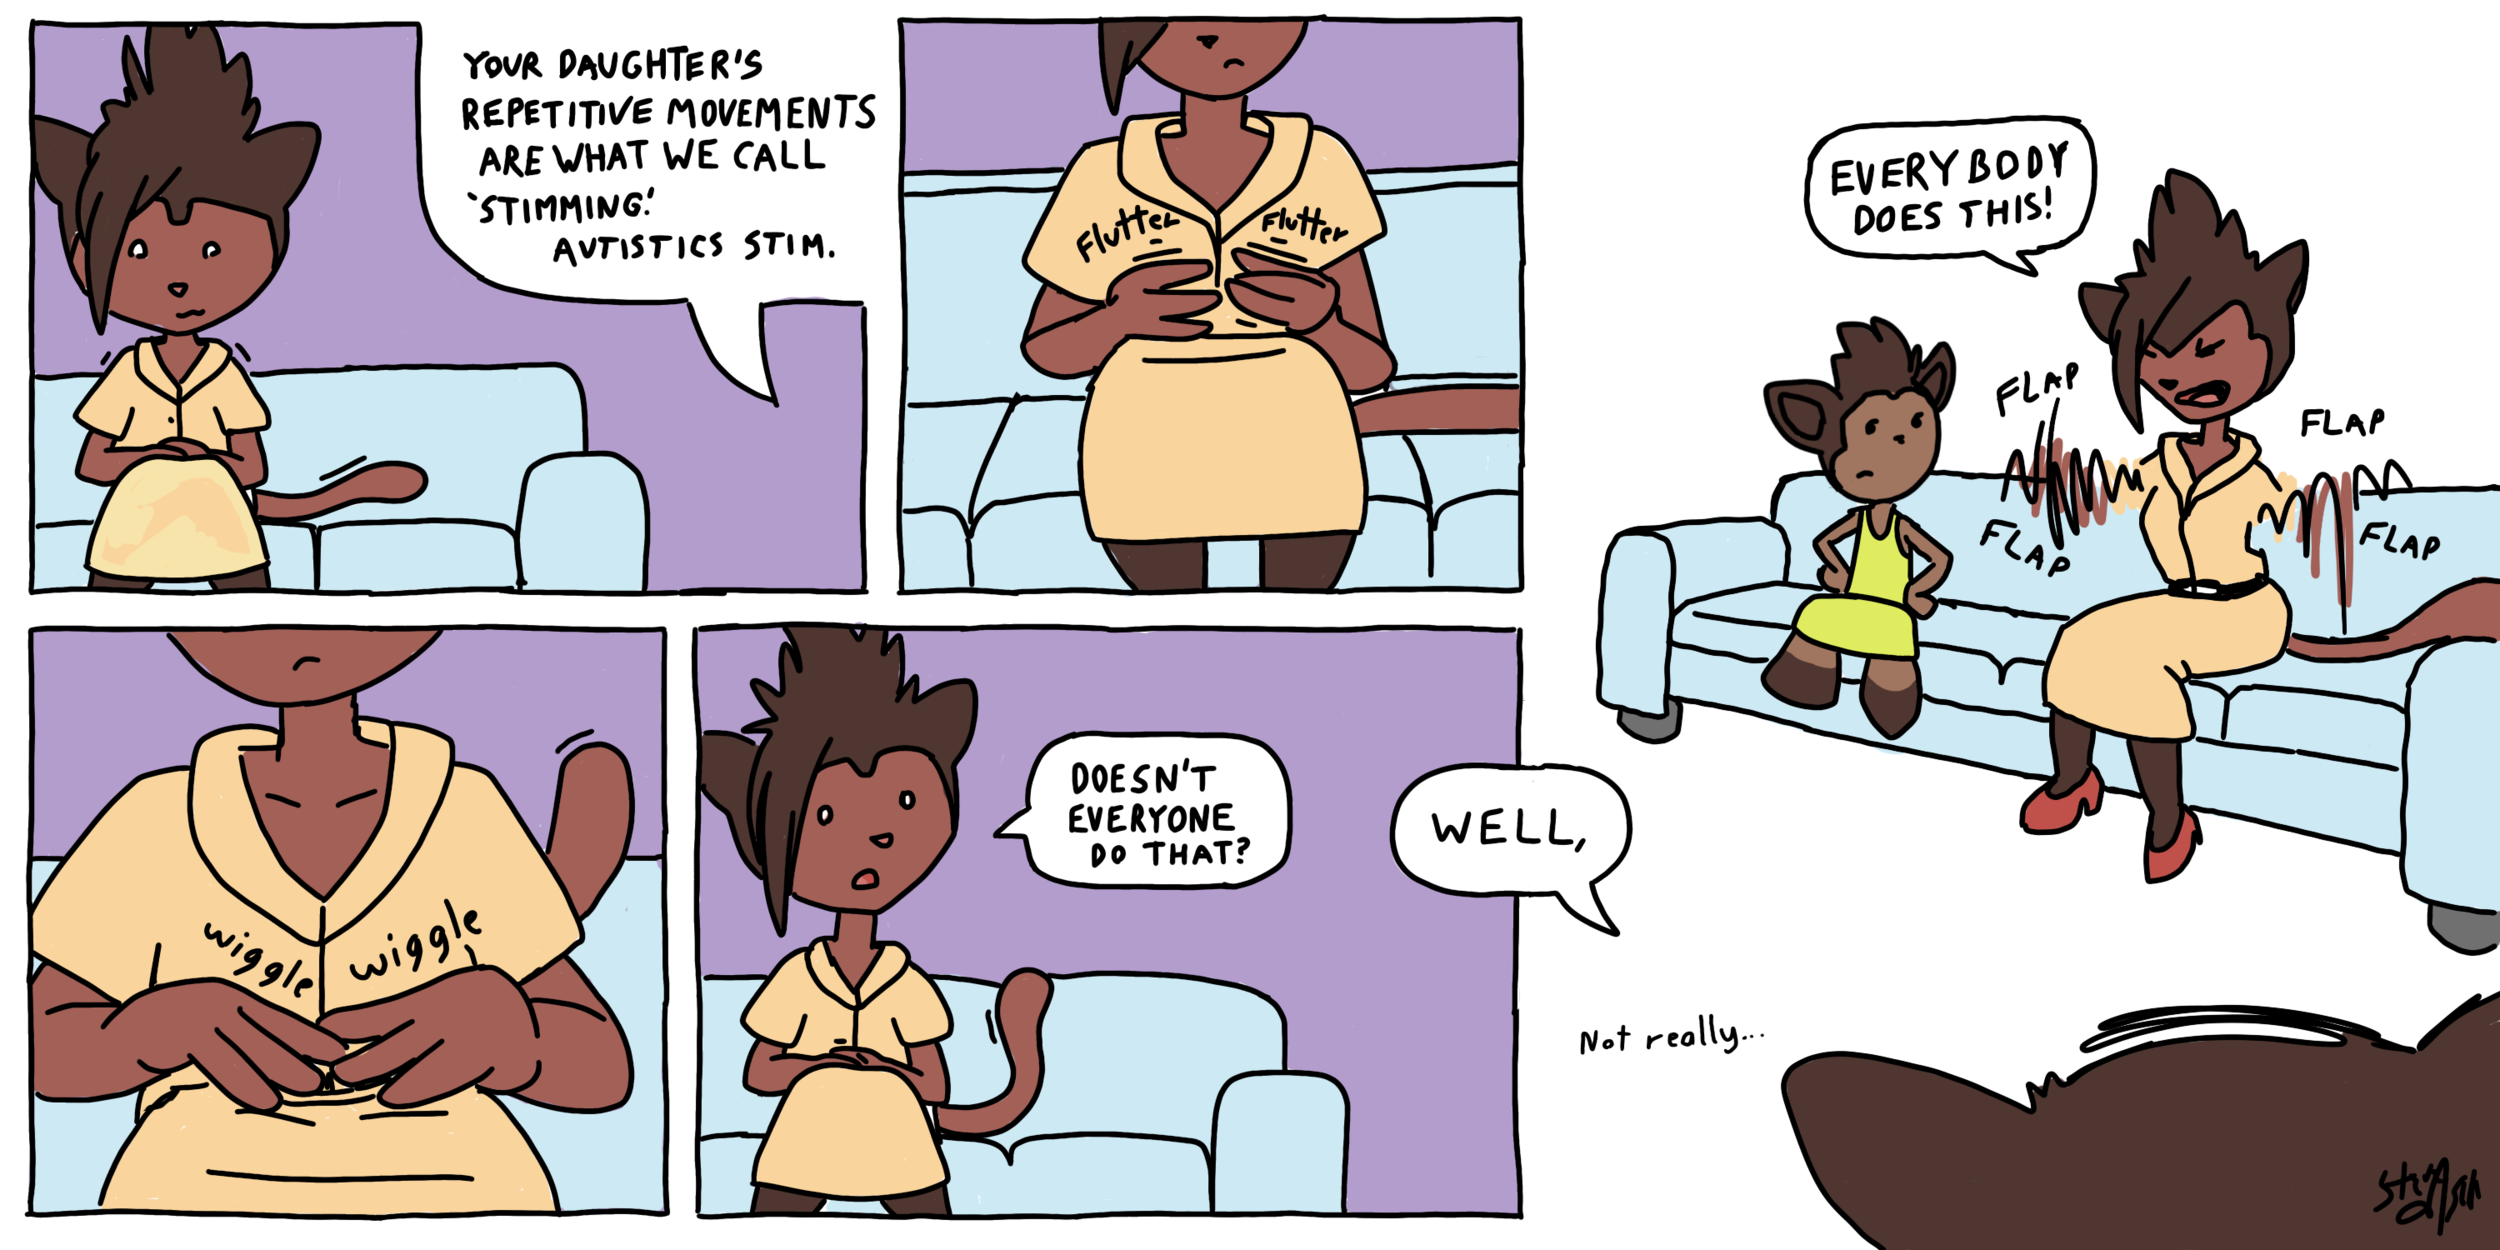 YOUR DAUGHTER'S
REPETITIVE MOVEMENTS
ARE WHAT WE CALL
'STIMMING.'
AUTISTICS STIM.
Flutter
Flutter
wiggle
wiggle
DOESN'T
EVERYONE
DO THAT?
WELL,
EVERYBODY
DOES THIS!
FLAP
FLAP
FLAP
FLAP
Not really...